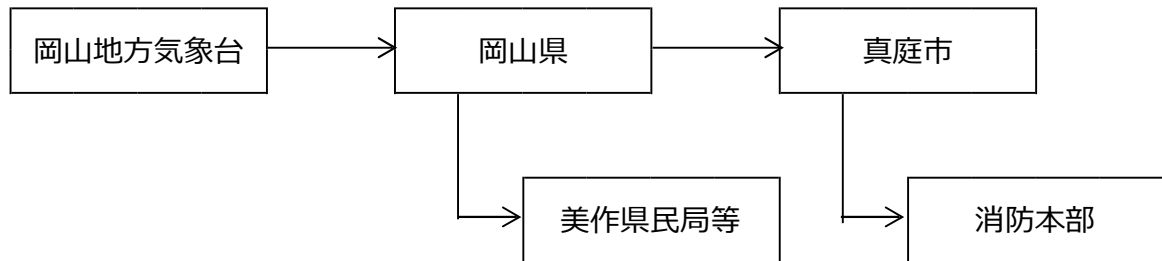 岡山地方気象台
岡山県
真庭市
美作県民局等
消防本部